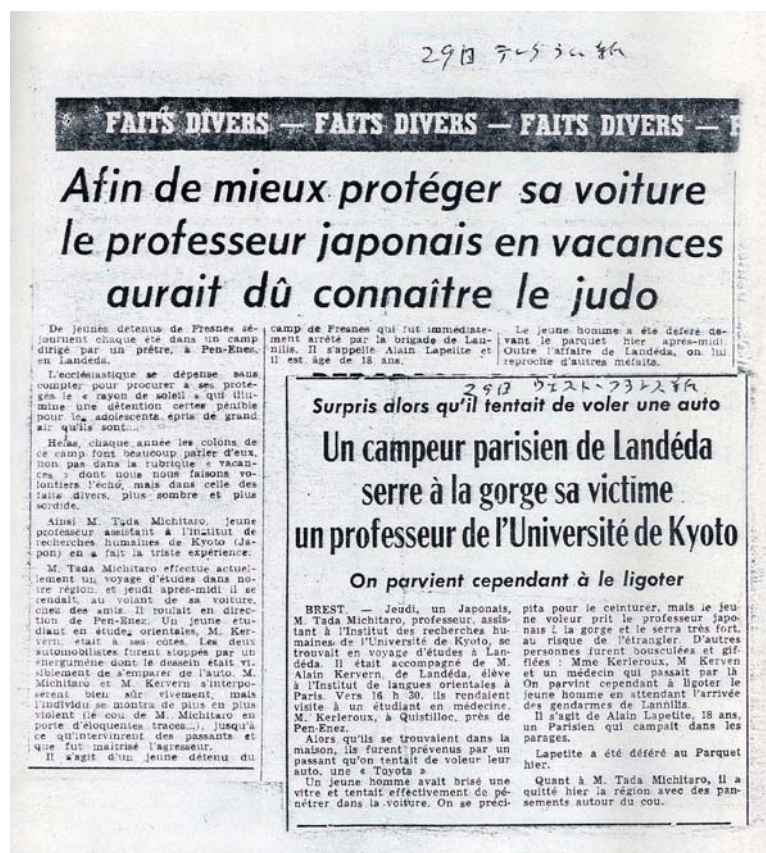 29日 テレグラム紙
FAITS DIVERS — FAITS DIVERS — FAITS DIVERS — F
Afin de mieux protéger sa voiture
le professeur japonais en vacances
aurait dû connaître le judo
De jeunes détenus de Fresnes sé-
journent chaque été dans un camp
dirigé par un prêtre, à Pen-Enez,
en Landéda.
L'ecclésiastique se dépense sans
compter pour procurer à ses proté-
gés le « rayon de soleil » qui illu-
mine une détention certes pénible
pour les adolescents épris de grand
air qu'ils sont...
Hélas, chaque année les colons de
ce camp font beaucoup parler d'eux,
non pas dans la rubrique « vacan-
ces » dont nous nous faisons vo-
lontiers l'écho, mais dans celle des
faits divers, plus sombre et plus
sordide.
Ainsi M. Tada Michitaro, jeune
professeur assistant à l'institut de
recherches humaines de Kyoto (Ja-
pon) en a fait la triste expérience.
M. Tada Michitaro effectue actuel-
lement un voyage d'études dans no-
tre région, et jeudi après-midi il se
rendait, au volant de sa voiture,
chez des amis. Il roulait en direc-
tion de Pen-Enez. Un jeune étu-
diant en études orientales, M. Ker-
vern, était à ses côtés. Les deux
automobilistes furent stoppés par un
énergumène dont le dessein était vi-
siblement de s'emparer de l'auto. M.
Michitaro et M. Kervern s'interpo-
sèrent bien sûr vivement, mais
l'individu se montra de plus en plus
violent (le cou de M. Michitaro en
porte d'éloquentes traces...), jusqu'à
ce qu'intervinrent des passants et
que fut maîtrisé l'agresseur.
Il s'agit d'un jeune détenu du
camp de Fresnes qui fut immédiate-
ment arrêté par la brigade de Lan-
nilis. Il s'appelle Alain Lapetite et
il est âgé de 18 ans.
Le jeune homme a été déféré de-
vant le parquet hier après-midi.
Outre l'affaire de Landéda, on lui
reproche d'autres méfaits.
29日 ウェスト・フランス紙
Surpris alors qu'il tentait de voler une auto
Un campeur parisien de Landéda
serre à la gorge sa victime
un professeur de l'Université de Kyoto
On parvient cependant à le ligoter
BREST. — Jeudi, un Japonais,
M. Tada Michitaro, professeur, assis-
tant à l'Institut des recherches hu-
maines de l'Université de Kyoto, se
trouvait en voyage d'études à Lan-
déda. Il était accompagné de M.
Alain Kervern, de Landéda, élève
à l'Institut de langues orientales à
Paris. Vers 16 h 30, ils rendaient
visite à un étudiant en médecine,
M. Kerleroux, à Quistilloc, près de
Pen-Enez.
Alors qu'ils se trouvaient dans la
maison, ils furent prévenus par un
passant qu'on tentait de voleur leur
auto, une « Toyota »
Un jeune homme avait brisé une
vitre et tentait effectivement de pé-
nétrer dans la voiture. On se préci-
pita pour le ceinturer, mais le jeu-
ne voleur prit le professeur japo-
nais à la gorge et le serra très fort,
au risque de l'étrangler. D'autres
personnes furent bousculées et gif-
flées : Mme Kerleroux, M Kerven
et un médecin qui passait par là
On parvint cependant à ligoter le
jeune homme en attendant l'arrivée
des gendarmes de Lannilis.
Il s'agit de Alain Lapetite, 18 ans,
un Parisien qui campait dans les
parages.
Lapetite a été déféré au Parquet
hier.
Quant à M. Tada Michitaro, il a
quitté hier la région avec des pan-
sements autour du cou.